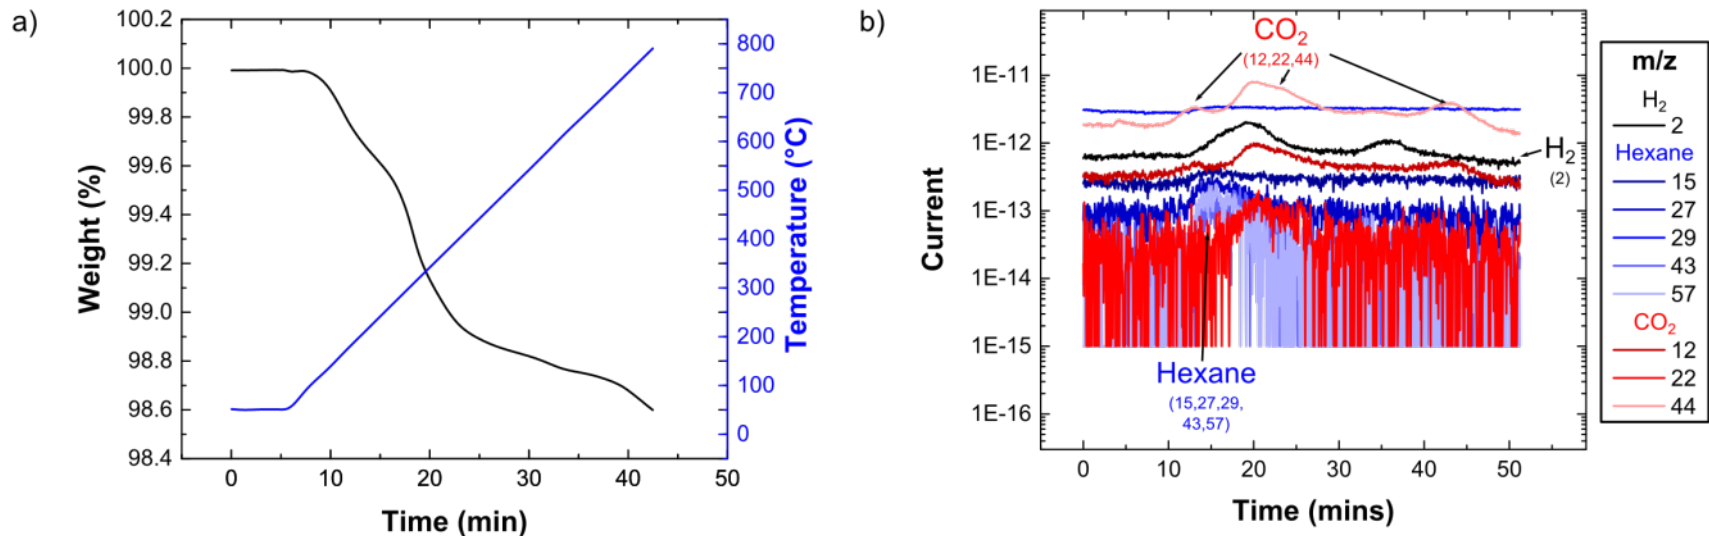 a)
100.2
100.0
99.8
99.6
99.4
99.2
99.0
98.8
98.6
98.4
Weight (%)
0
10
20
30
40
50
Time (min)
800
700
600
500
400
300
200
100
0
Temperature (°C)
b)
1E-11
1E-12
1E-13
1E-14
1E-15
1E-16
Current
0
10
20
30
40
50
Time (mins)
CO₂
(12,22,44)
H₂
(2)
Hexane
(15,27,29,
43,57)
m/z
H₂
2
Hexane
15
27
29
43
57
CO₂
12
22
44